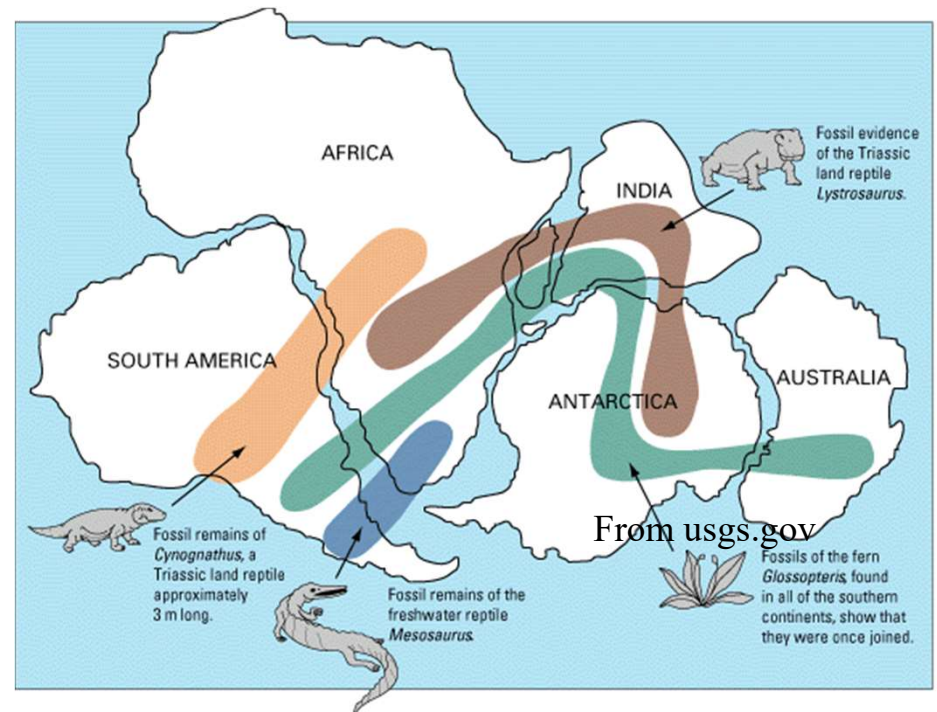 AFRICA
INDIA
Fossil evidence
of the Triassic
land reptile
Lystrosaurus.
SOUTH AMERICA
ANTARCTICA
AUSTRALIA
Fossil remains of
Cynognathus, a
Triassic land reptile
approximately
3 m long.
Fossil remains of the
freshwater reptile
Mesosaurus.
From usgs.gov
Fossils of the fern
Glossopteris, found
in all of the southern
continents, show that
they were once joined.